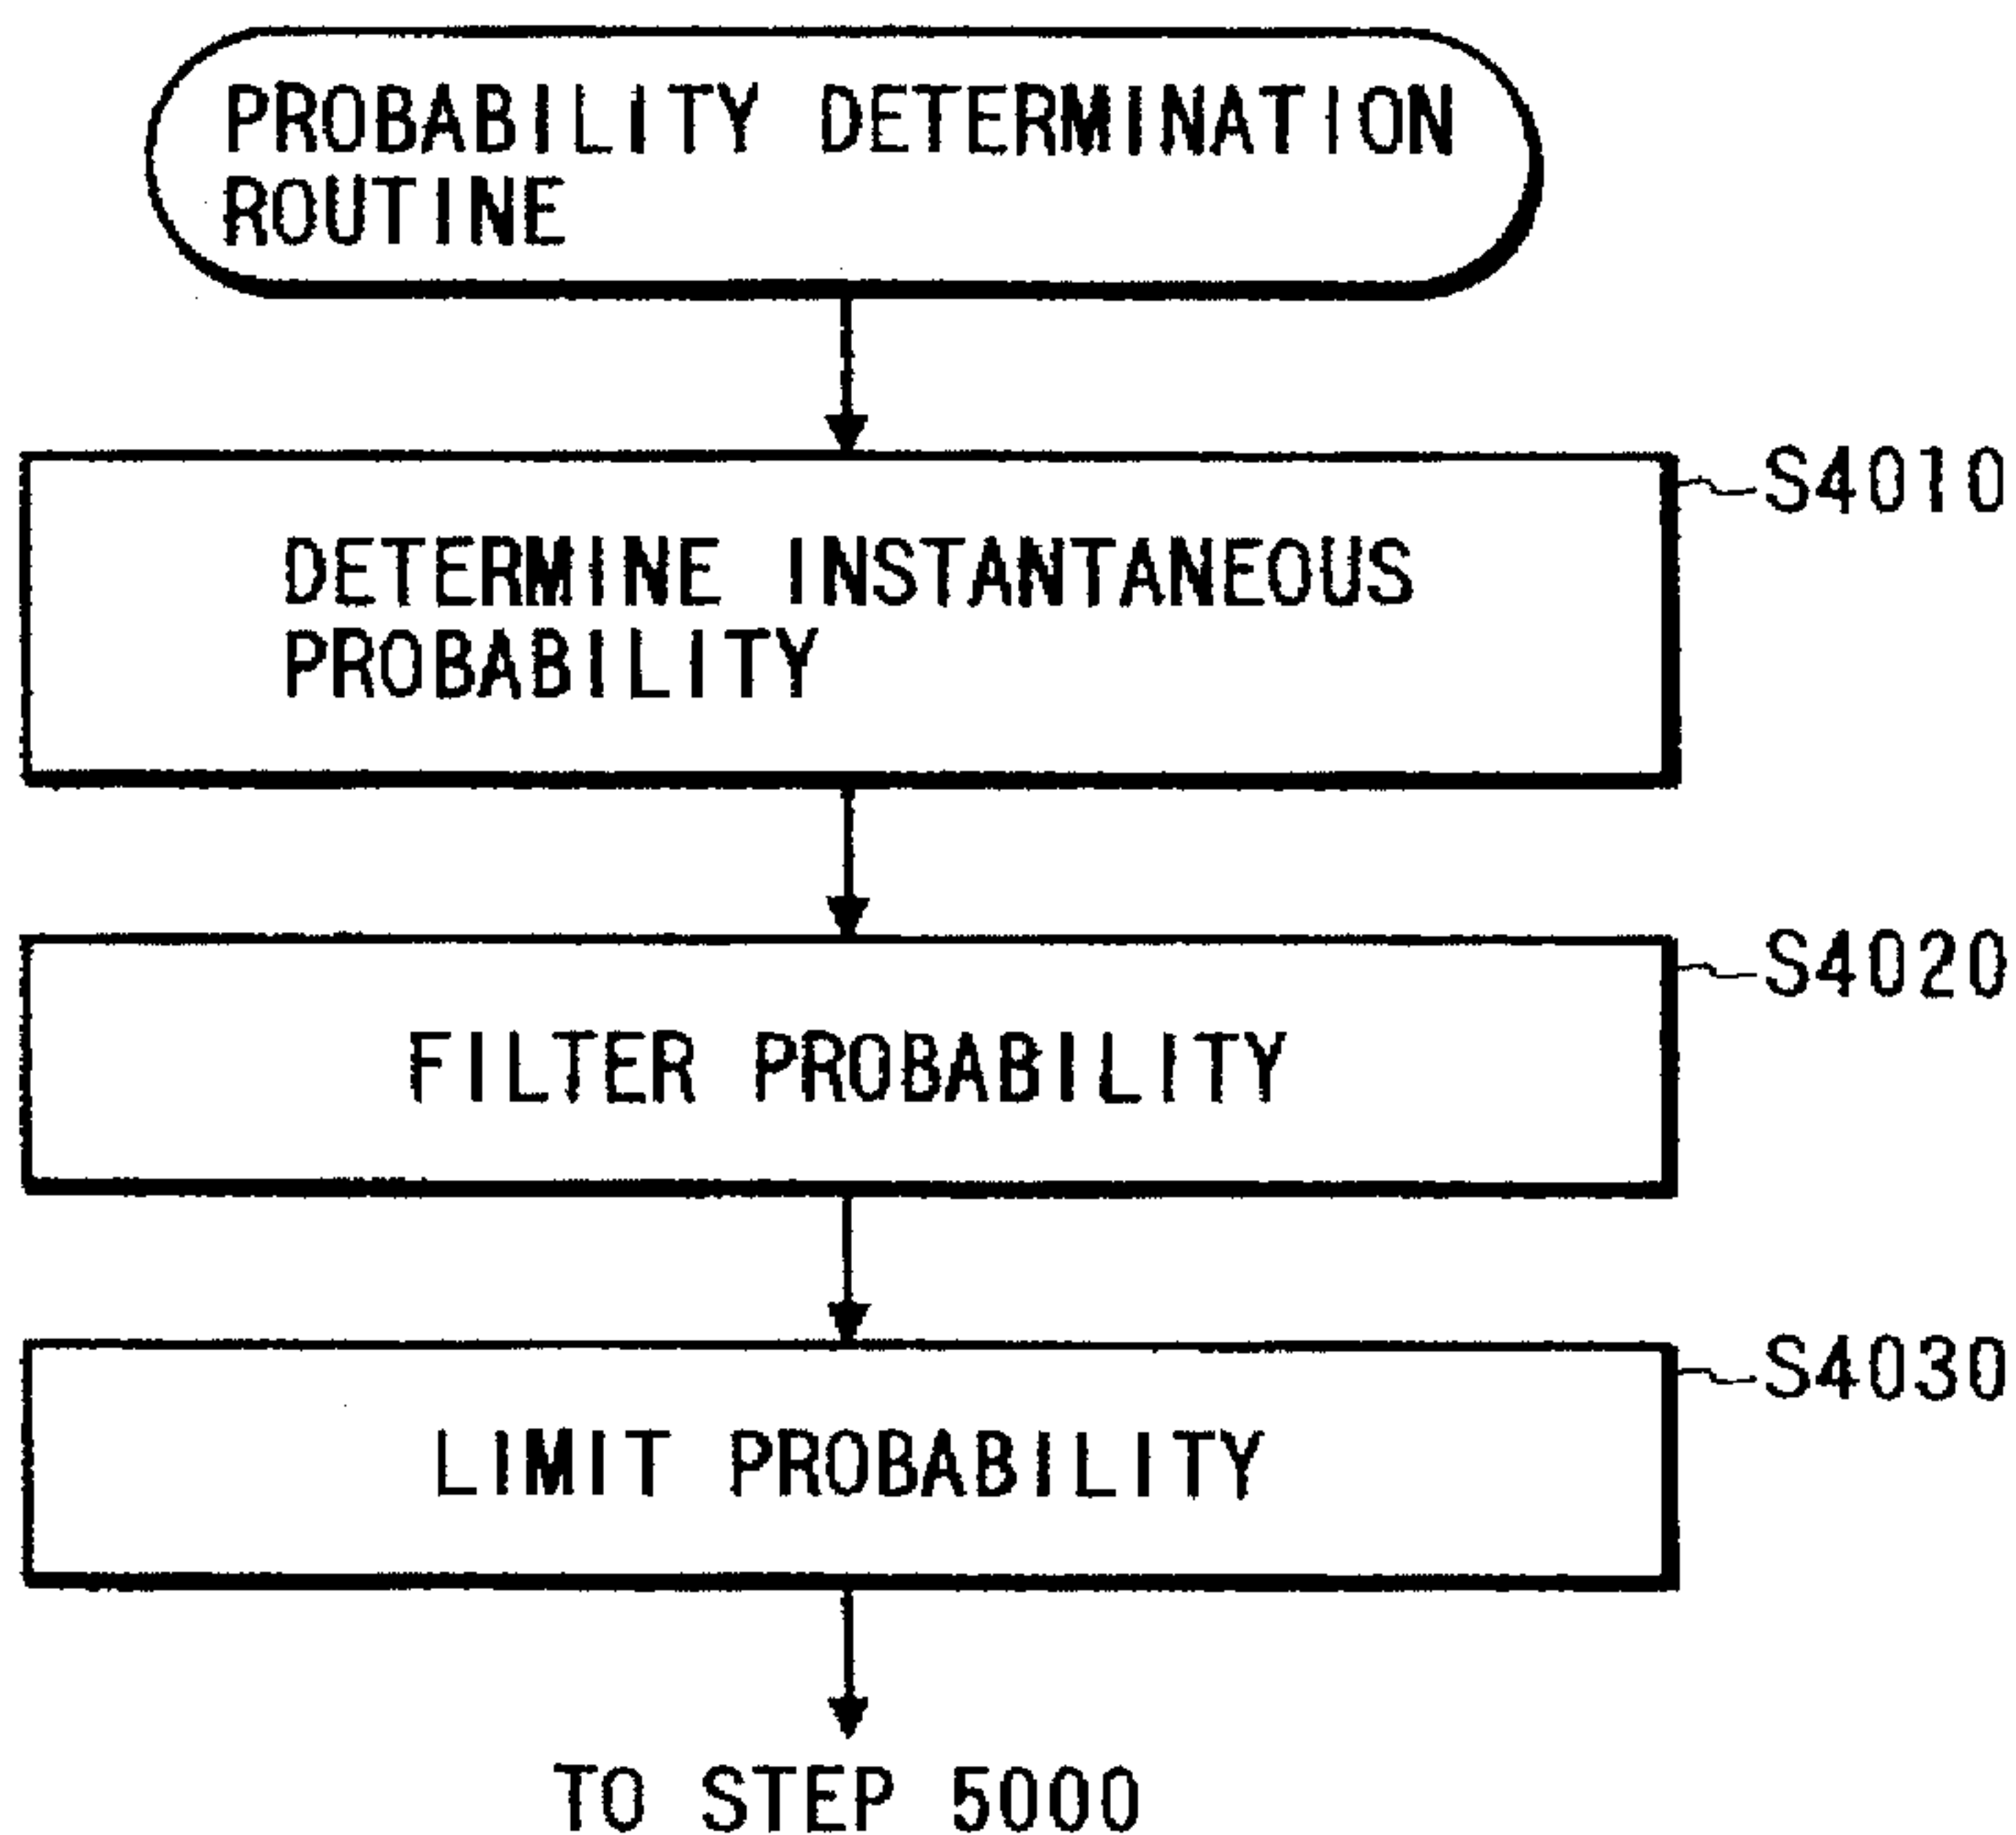 PROBABILITY DETERMINATION
ROUTINE
S4010
DETERMINE INSTANTANEOUS
PROBABILITY
S4020
FILTER PROBABILITY
S4030
LIMIT PROBABILITY
TO STEP 5000